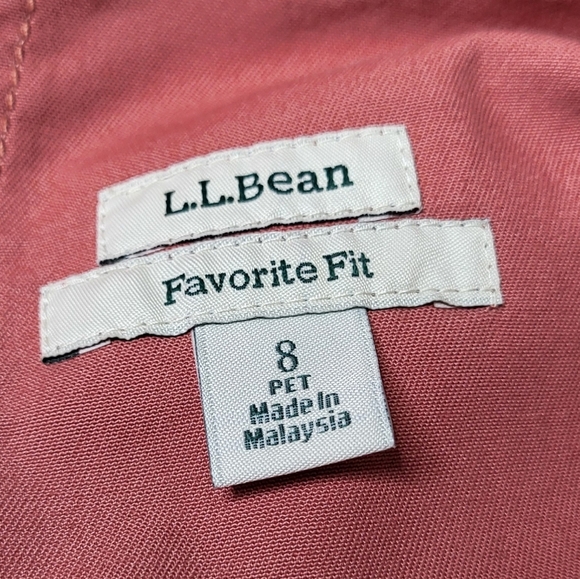 L.L.Bean
Favorite Fit
8
PET
Made In
Malaysia